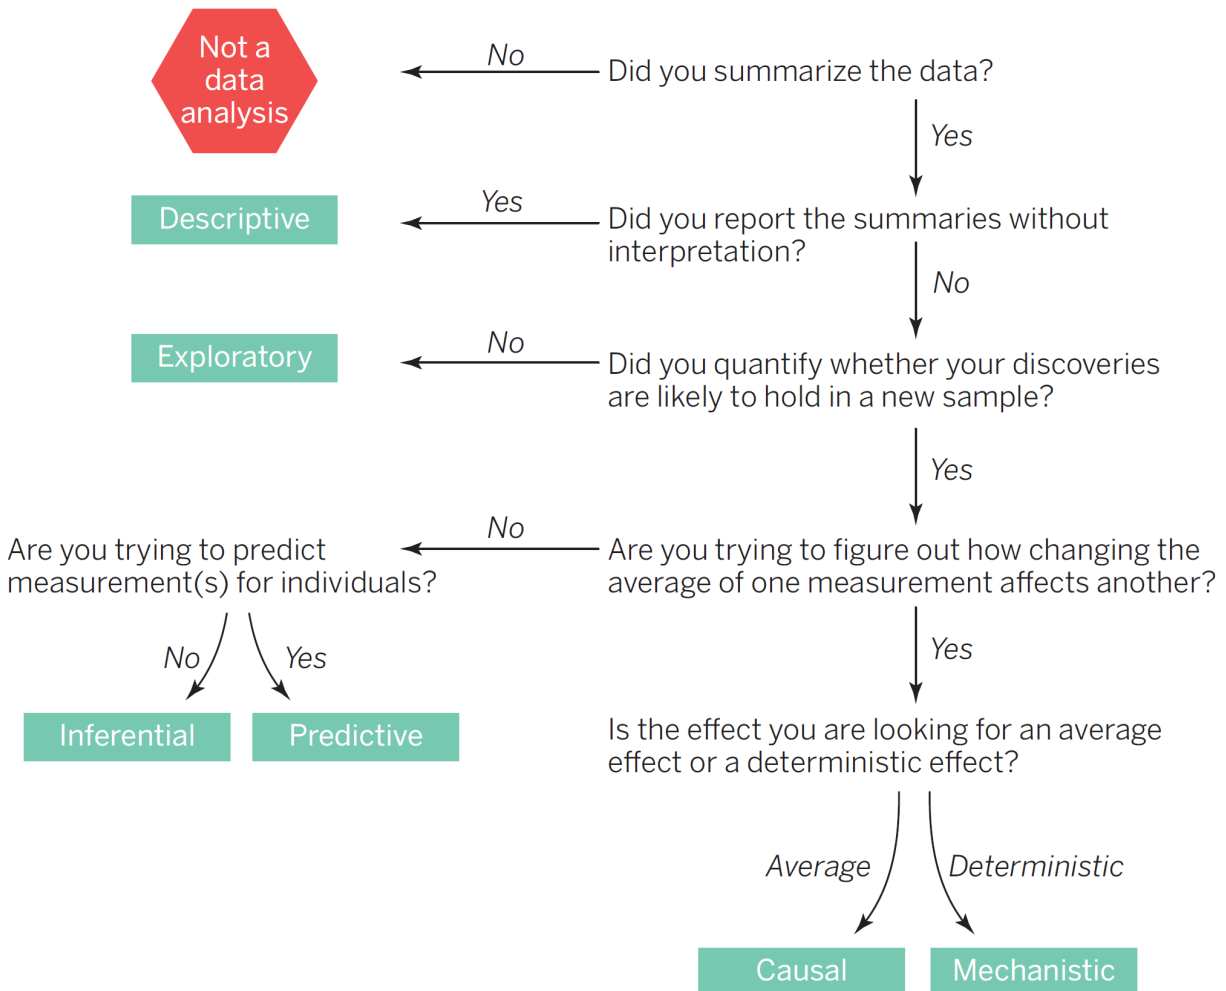 Not a
data
analysis
No
Did you summarize the data?
Yes
Descriptive
Yes
Did you report the summaries without
interpretation?
No
Exploratory
No
Did you quantify whether your discoveries
are likely to hold in a new sample?
Yes
Are you trying to predict
measurement(s) for individuals?
No
Are you trying to figure out how changing the
average of one measurement affects another?
No
Yes
Inferential
Predictive
Yes
Is the effect you are looking for an average
effect or a deterministic effect?
Average
Deterministic
Causal
Mechanistic